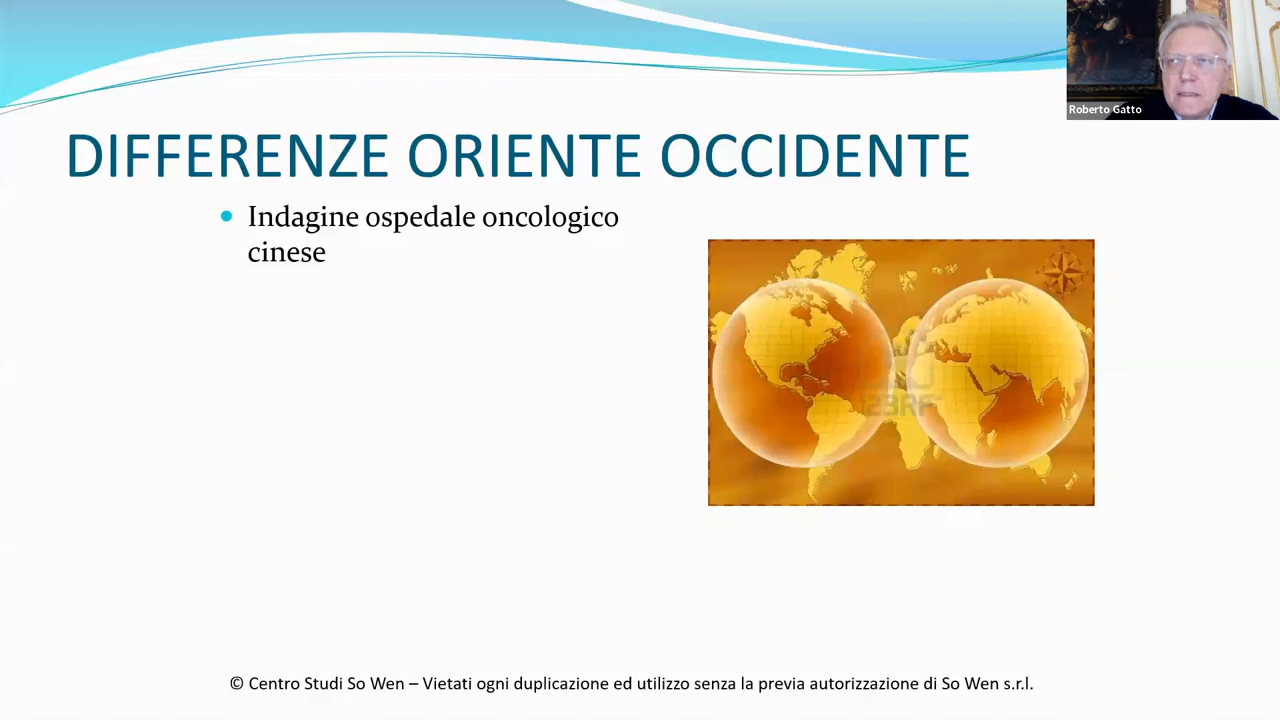 Roberto Gatto
DIFFERENZE ORIENTE OCCIDENTE
Indagine ospedale oncologico
cinese
123RF
© Centro Studi So Wen – Vietati ogni duplicazione ed utilizzo senza la previa autorizzazione di So Wen s.r.l.